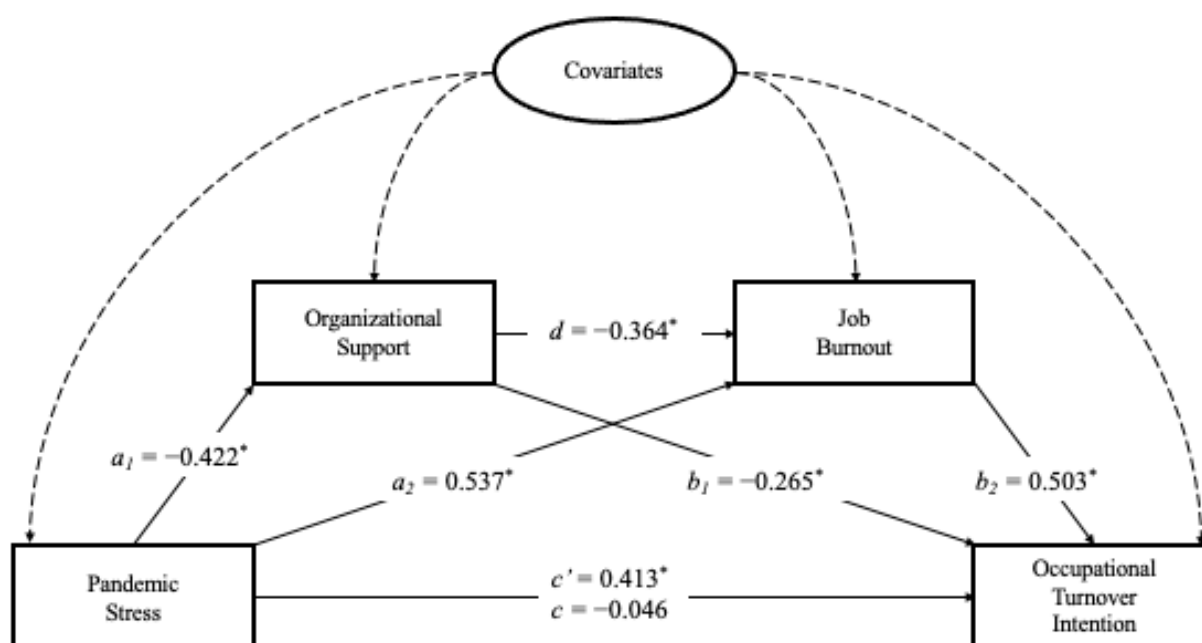 Covariates
Organizational
Support
d = −0.364*
Job
Burnout
a₁ = −0.422*
a₂ = 0.537*
b₁ = −0.265*
b₂ = 0.503*
Pandemic
Stress
c’ = 0.413*
c = −0.046
Occupational
Turnover
Intention